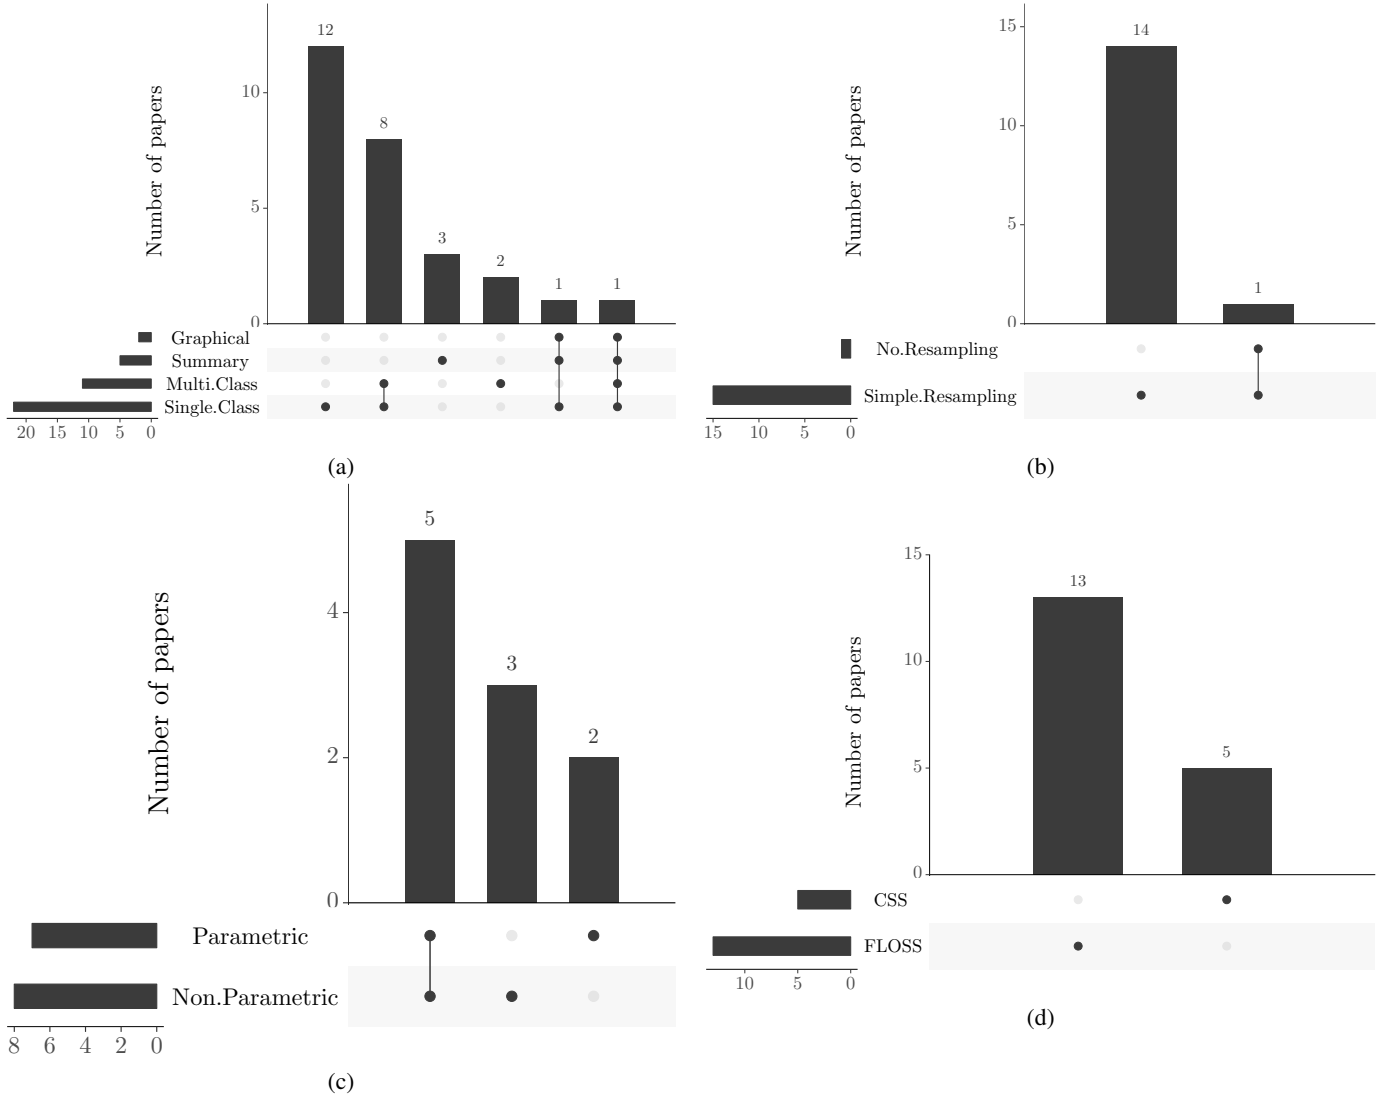 12
10
8
5
3
2
1
1
0
Number of papers
Graphical
Summary
Multi.Class
Single.Class
20 15 10 5 0
(a)
15
14
10
5
1
0
Number of papers
No.Resampling
Simple.Resampling
15 10 5 0
(b)
5
4
3
2
2
0
Number of papers
Parametric
Non.Parametric
8 6 4 2 0
(c)
15
13
10
5
5
0
Number of papers
CSS
FLOSS
10 5 0
(d)